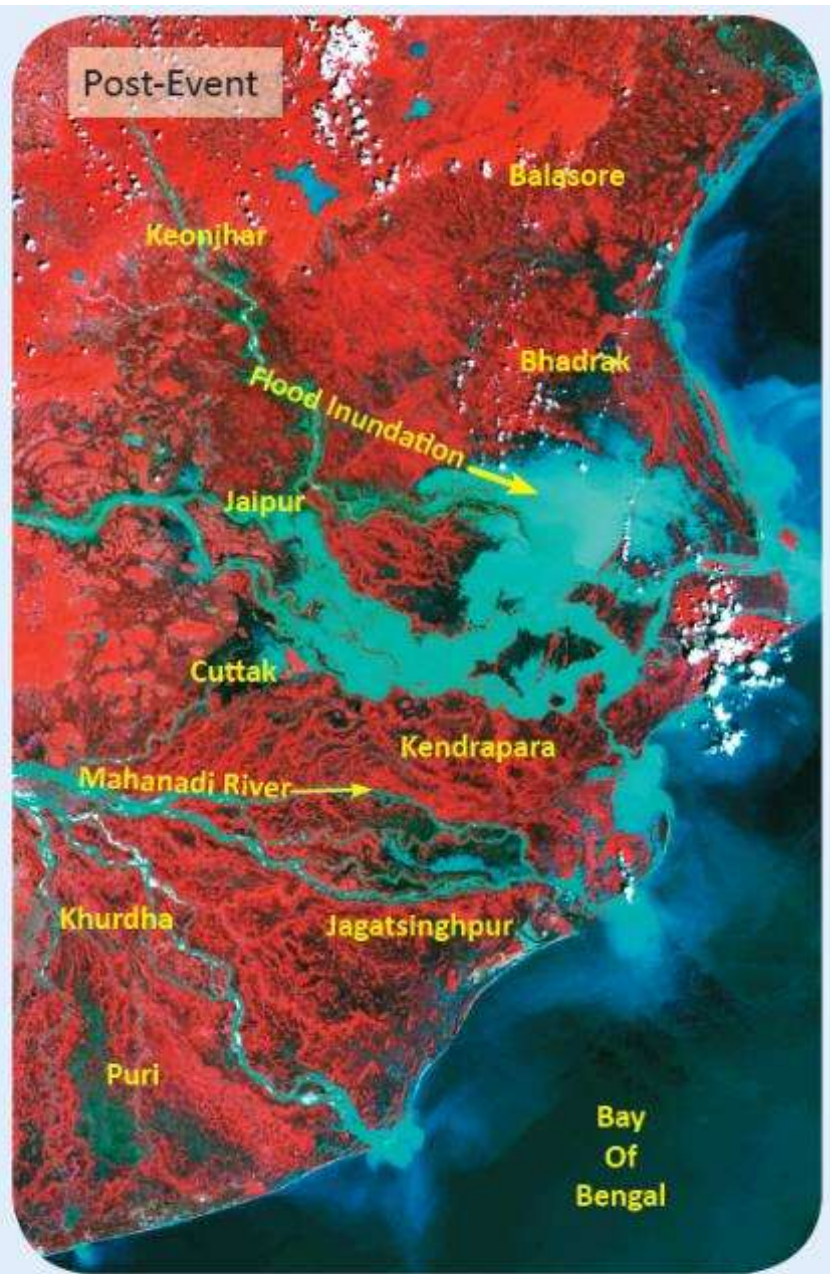 Post-Event
Balasore
Keonjhar
Bhadrak
Flood Inundation
Jaipur
Cuttak
Kendrapara
Mahanadi River
Khurdha
Jagatsinghpur
Puri
Bay
Of
Bengal